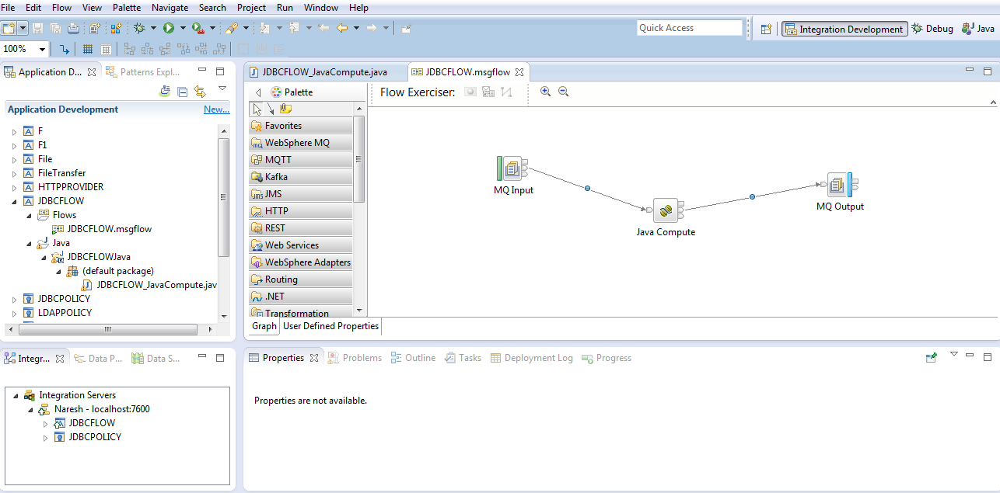 File Edit Flow View Palette Navigate Search Project Run Window Help
Quick Access
Integration Development Debug Java
100%
Application D... Patterns Expl...
Application Development New...
F
F1
File
FileTransfer
HTTPPROVIDER
JDBCFLOW
Flows
JDBCFLOW.msgflow
Java
JDBCFLOWJava
(default package)
JDBCFLOW_JavaCompute.jav
JDBCPOLICY
LDAPPOLICY
JDBCFLOW_JavaCompute.java JDBCFLOW.msgflow
Palette
Favorites
WebSphere MQ
MQTT
Kafka
JMS
HTTP
REST
Web Services
WebSphere Adapters
Routing
.NET
Transformation
Flow Exerciser:
MQ Input
Java Compute
MQ Output
Graph User Defined Properties
Integr... Data P... Data S...
Integration Servers
Naresh - localhost:7600
JDBCFLOW
JDBCPOLICY
Properties Problems Outline Tasks Deployment Log Progress
Properties are not available.